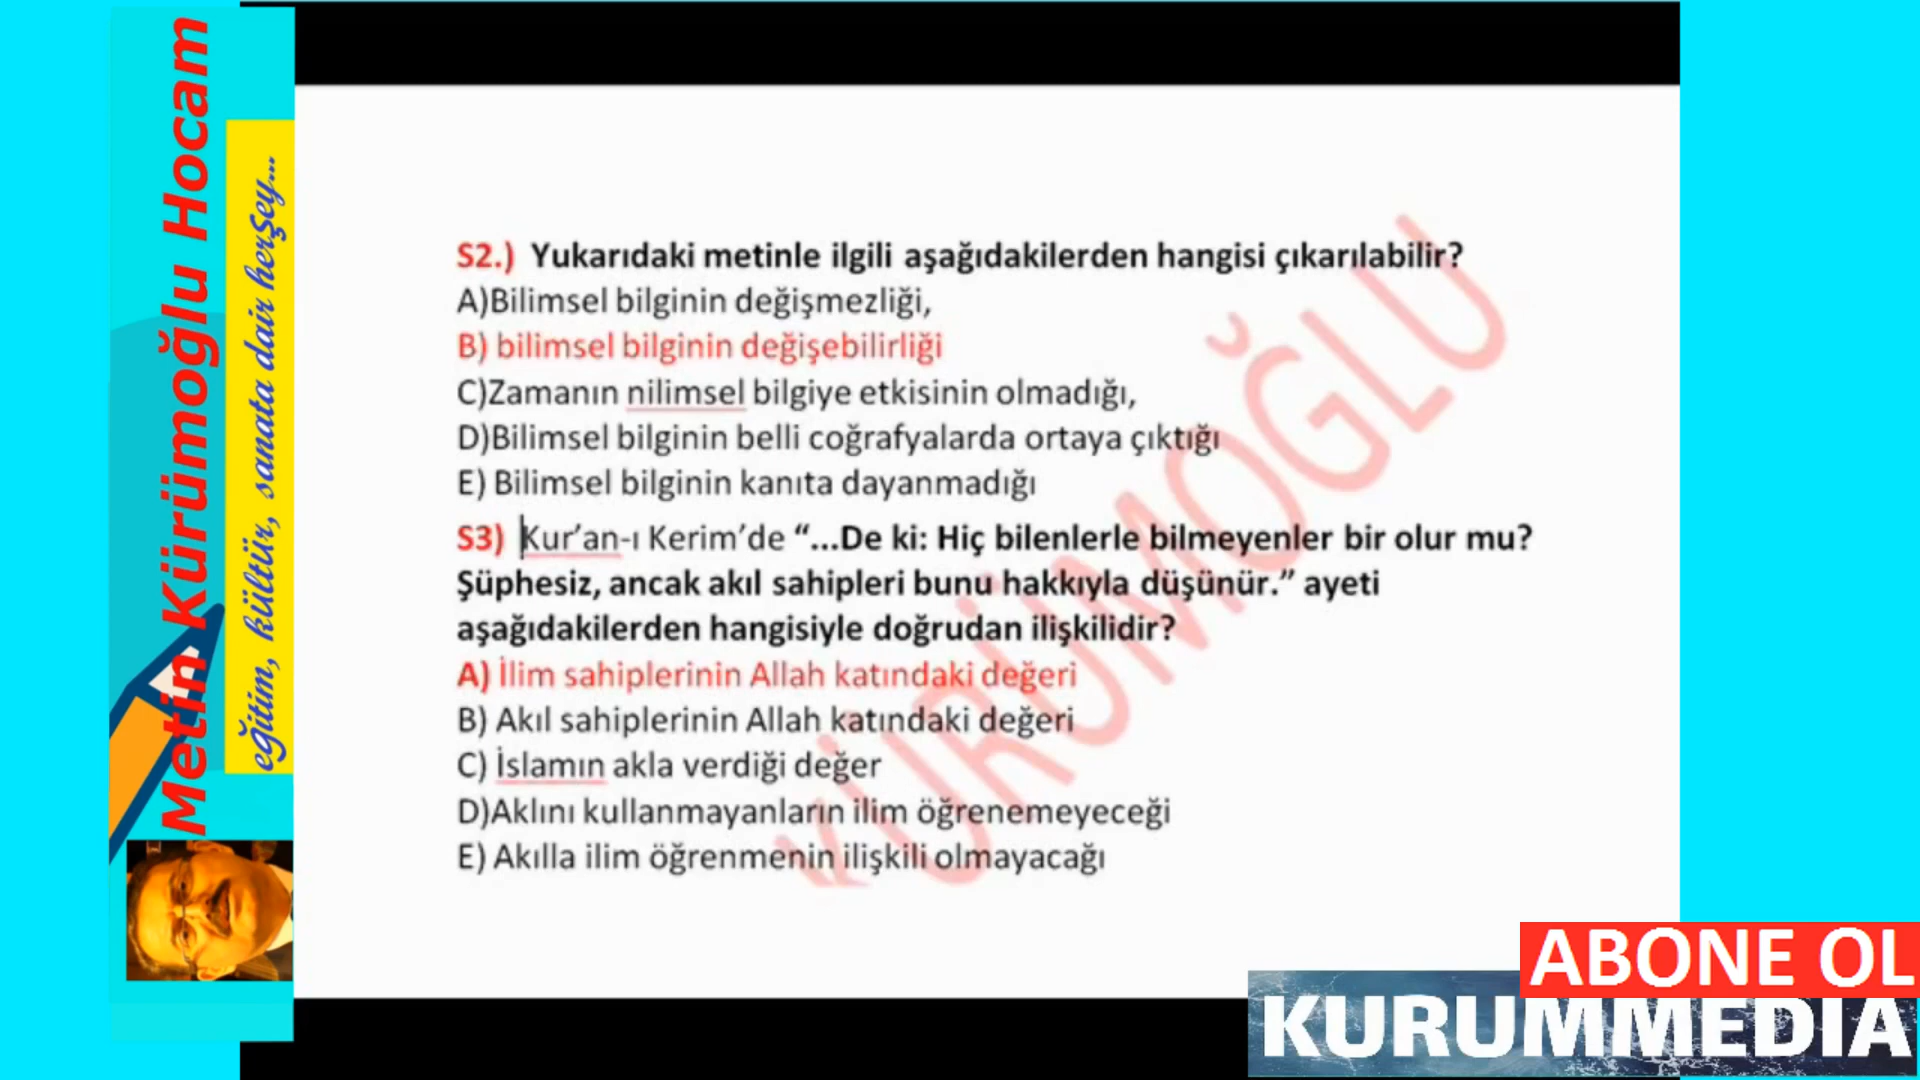 Metin Kürümoğlu Hocam
eğitim, kültür, sanata dair herşey...
S2.) Yukarıdaki metinle ilgili aşağıdakilerden hangisi çıkarılabilir?
A)Bilimsel bilginin değişmezliği,
B) bilimsel bilginin değişebilirliği
C)Zamanın nilimsel bilgiye etkisinin olmadığı,
D)Bilimsel bilginin belli coğrafyalarda ortaya çıktığı
E) Bilimsel bilginin kanıta dayanmadığı
S3) Kur’an-ı Kerim’de “...De ki: Hiç bilenlerle bilmeyenler bir olur mu?
Şüphesiz, ancak akıl sahipleri bunu hakkıyla düşünür.” ayeti
aşağıdakilerden hangisiyle doğrudan ilişkilidir?
A) İlim sahiplerinin Allah katındaki değeri
B) Akıl sahiplerinin Allah katındaki değeri
C) İslamın akla verdiği değer
D)Aklını kullanmayanların ilim öğrenemeyeceği
E) Akılla ilim öğrenmenin ilişkili olmayacağı
KÜRÜMOĞLU
ABONE OL
KURUMMEDIA